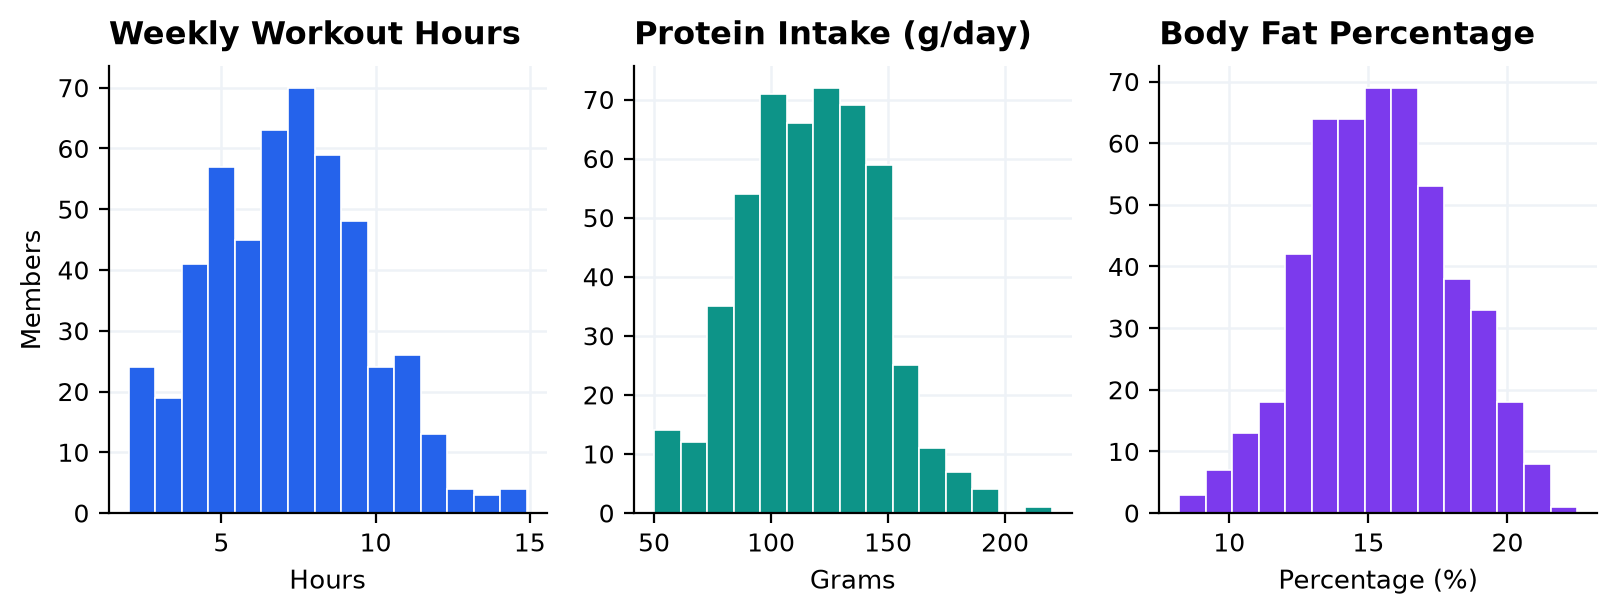 Weekly Workout Hours
Members
70
60
50
40
30
20
10
0
5 10 15
Hours
Protein Intake (g/day)
70
60
50
40
30
20
10
0
50 100 150 200
Grams
Body Fat Percentage
70
60
50
40
30
20
10
0
10 15 20
Percentage (%)